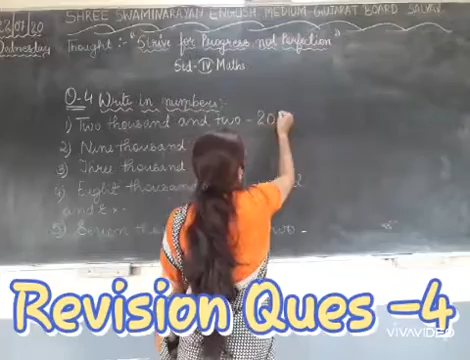 SHREE SWAMINARAYAN ENGLISH MEDIUM GUJARAT BOARD
Wednesday
Thought :- "Strive for Progress not Perfection"
Std-IV Maths
Q-4 Write in numbers:-
1) Two thousand and two - 20
2) Nine thousand
3) Three thousand
4) Eight thousand
and
5) Seven
Revision Ques -4
VIVAVIDEO